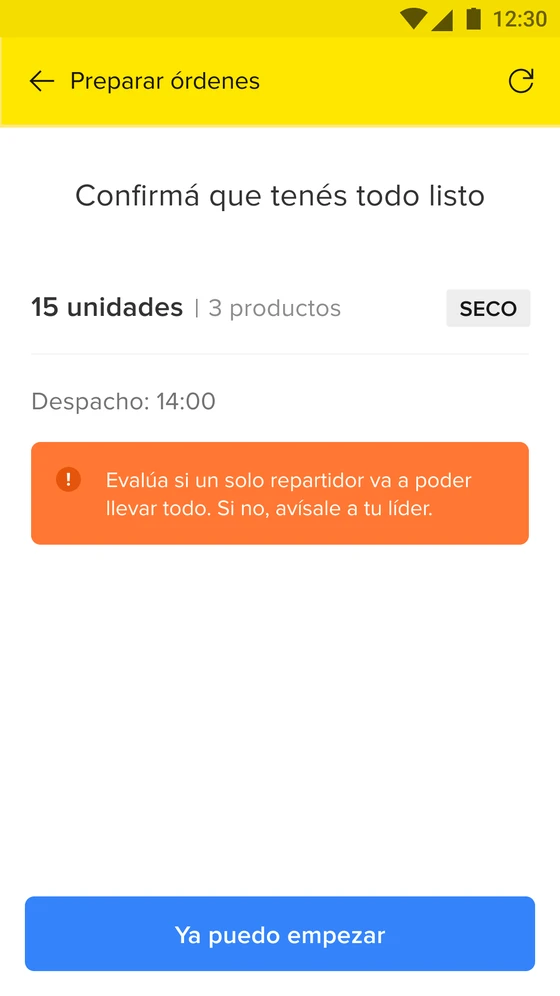 12:30
Preparar órdenes
Confirmá que tenés todo listo
15 unidades | 3 productos
SECO
Despacho: 14:00
! Evalúa si un solo repartidor va a poder
llevar todo. Si no, avísale a tu líder.
Ya puedo empezar